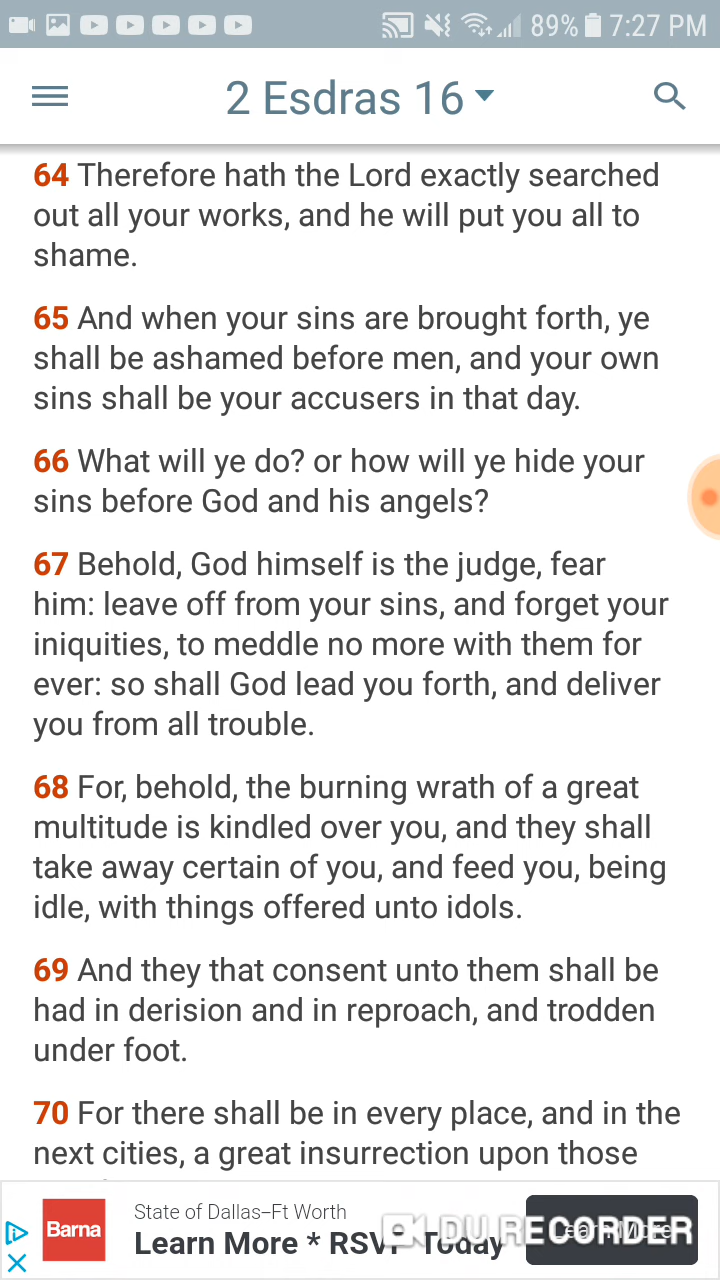 89% 7:27 PM
2 Esdras 16
64 Therefore hath the Lord exactly searched
out all your works, and he will put you all to
shame.
65 And when your sins are brought forth, ye
shall be ashamed before men, and your own
sins shall be your accusers in that day.
66 What will ye do? or how will ye hide your
sins before God and his angels?
67 Behold, God himself is the judge, fear
him: leave off from your sins, and forget your
iniquities, to meddle no more with them for
ever: so shall God lead you forth, and deliver
you from all trouble.
68 For, behold, the burning wrath of a great
multitude is kindled over you, and they shall
take away certain of you, and feed you, being
idle, with things offered unto idols.
69 And they that consent unto them shall be
had in derision and in reproach, and trodden
under foot.
70 For there shall be in every place, and in the
next cities, a great insurrection upon those
Barna
State of Dallas–Ft Worth
Learn More * RSVP Today
DU RECORDER